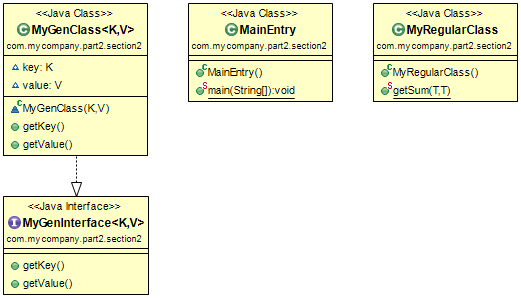 <<Java Class>>
MyGenClass<K,V>
com.mycompany.part2.section2
key: K
value: V
MyGenClass(K,V)
getKey()
getValue()
<<Java Interface>>
MyGenInterface<K,V>
com.mycompany.part2.section2
getKey()
getValue()
<<Java Class>>
MainEntry
com.mycompany.part2.section2
MainEntry()
main(String[]):void
<<Java Class>>
MyRegularClass
com.mycompany.part2.section2
MyRegularClass()
getSum(T,T)